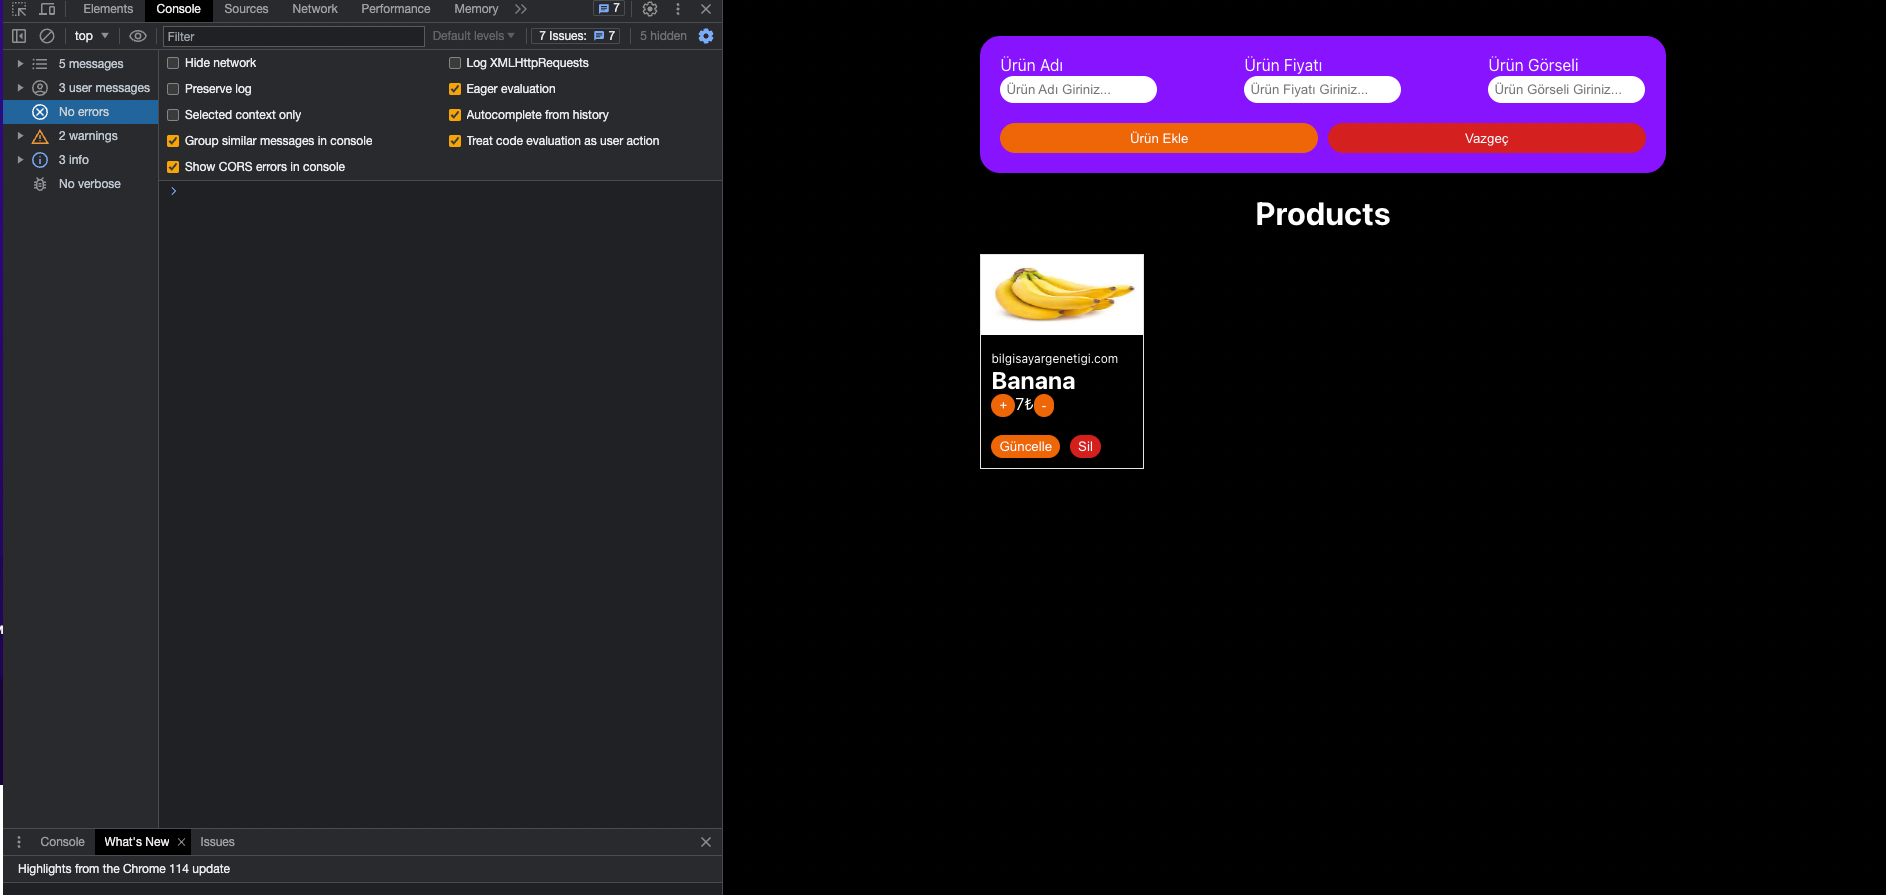 Elements Console Sources Network Performance Memory 7
top Filter Default levels 7 Issues: 7 5 hidden
5 messages
3 user messages
No errors
2 warnings
3 info
No verbose
Hide network Log XMLHttpRequests
Preserve log Eager evaluation
Selected context only Autocomplete from history
Group similar messages in console Treat code evaluation as user action
Show CORS errors in console
Console What's New Issues
Highlights from the Chrome 114 update
Ürün Adı Ürün Fiyatı Ürün Görseli
Ürün Adı Giriniz... Ürün Fiyatı Giriniz... Ürün Görseli Giriniz...
Ürün Ekle Vazgeç
Products
bilgisayargenetigi.com
Banana
+ 7₺ -
Güncelle Sil